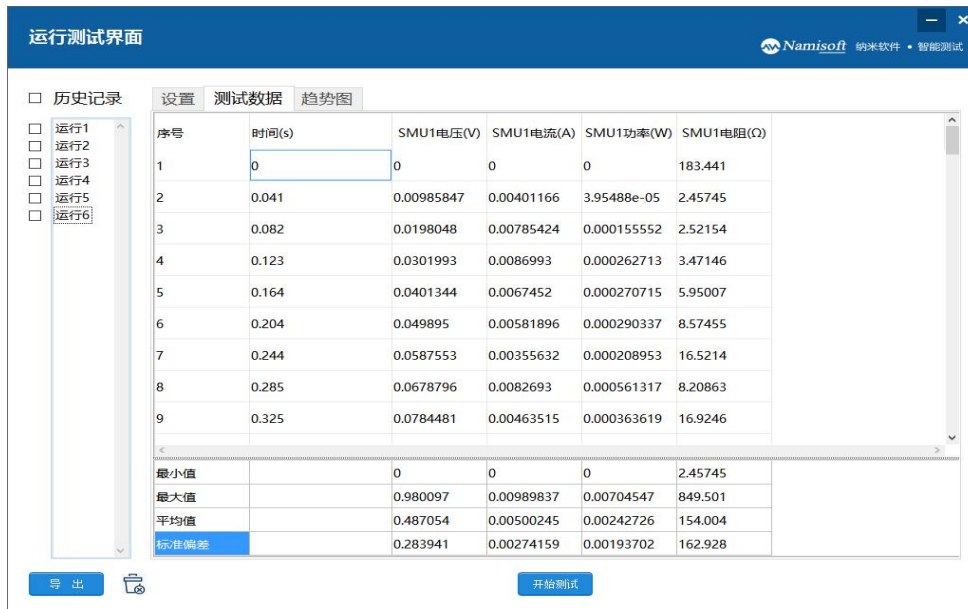 运行测试界面
Namisoft 纳米软件 • 智能测试
历史记录
设置 测试数据 趋势图
运行1
运行2
运行3
运行4
运行5
运行6
序号 时间(s) SMU1电压(V) SMU1电流(A) SMU1功率(W) SMU1电阻(Ω)
1 0 0 0 0 183.441
2 0.041 0.00985847 0.00401166 3.95488e-05 2.45745
3 0.082 0.0198048 0.00785424 0.000155552 2.52154
4 0.123 0.0301993 0.0086993 0.000262713 3.47146
5 0.164 0.0401344 0.0067452 0.000270715 5.95007
6 0.204 0.049895 0.00581896 0.000290337 8.57455
7 0.244 0.0587553 0.00355632 0.000208953 16.5214
8 0.285 0.0678796 0.0082693 0.000561317 8.20863
9 0.325 0.0784481 0.00463515 0.000363619 16.9246
最小值 0 0 0 2.45745
最大值 0.980097 0.00989837 0.00704547 849.501
平均值 0.487054 0.00500245 0.00242726 154.004
标准偏差 0.283941 0.00274159 0.00193702 162.928
导 出
开始测试